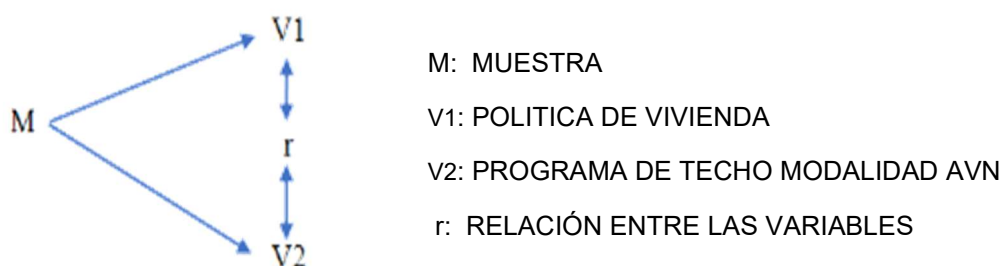 V1
M
r
V2
M: MUESTRA
V1: POLITICA DE VIVIENDA
V2: PROGRAMA DE TECHO MODALIDAD AVN
r: RELACIÓN ENTRE LAS VARIABLES